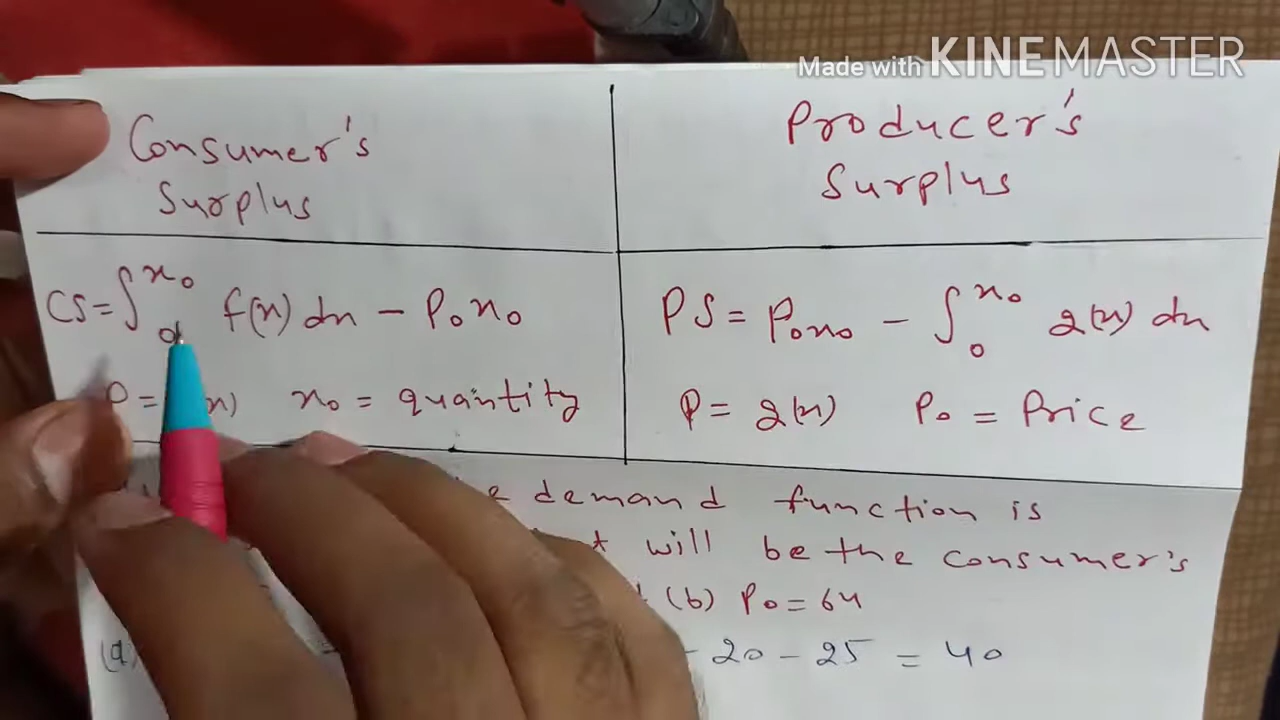 Made with KINEMASTER
Consumer's
Surplus
CS = ∫₀^x₀ f(x) dx - P₀x₀
P = x) x₀ = quantity
Producer's
Surplus
PS = P₀x₀ - ∫₀^x₀ g(x) dx
P = g(x) P₀ = Price
demand function is
will be the consumer's
(b) P₀ = 64
(a) - 20 - 25 = 40